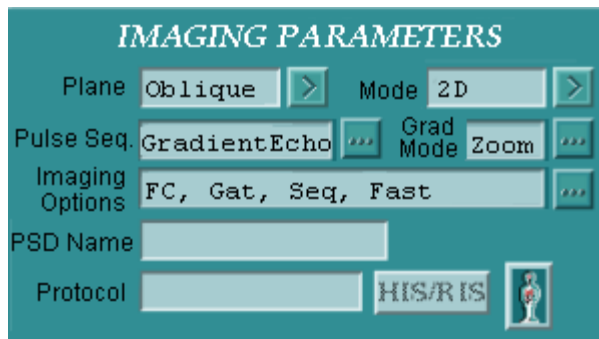 IMAGING PARAMETERS
Plane Oblique > Mode 2D >
Pulse Seq. GradientEcho ... Grad Mode Zoom ...
Imaging Options FC, Gat, Seq, Fast ...
PSD Name
Protocol HIS/RIS